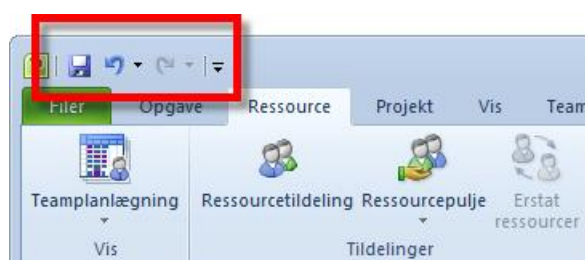 Filer Opgave Ressource Projekt Vis Team
Teamplanlægning Ressourcetildeling Ressourcepulje Erstat
ressourcer
Vis Tildelinger